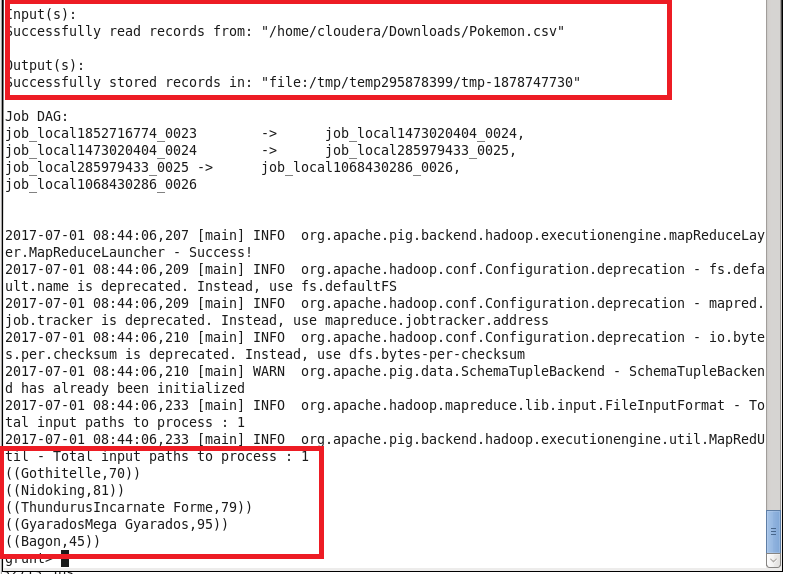 Input(s):
Successfully read records from: "/home/cloudera/Downloads/Pokemon.csv"
Output(s):
Successfully stored records in: "file:/tmp/temp295878399/tmp-1878747730"
Job DAG:
job_local1852716774_0023 -> job_local1473020404_0024,
job_local1473020404_0024 -> job_local285979433_0025,
job_local285979433_0025 -> job_local1068430286_0026,
job_local1068430286_0026
2017-07-01 08:44:06,207 [main] INFO org.apache.pig.backend.hadoop.executionengine.mapReduceLay
er.MapReduceLauncher - Success!
2017-07-01 08:44:06,209 [main] INFO org.apache.hadoop.conf.Configuration.deprecation - fs.defa
ult.name is deprecated. Instead, use fs.defaultFS
2017-07-01 08:44:06,209 [main] INFO org.apache.hadoop.conf.Configuration.deprecation - mapred.
job.tracker is deprecated. Instead, use mapreduce.jobtracker.address
2017-07-01 08:44:06,210 [main] INFO org.apache.hadoop.conf.Configuration.deprecation - io.byte
s.per.checksum is deprecated. Instead, use dfs.bytes-per-checksum
2017-07-01 08:44:06,210 [main] WARN org.apache.pig.data.SchemaTupleBackend - SchemaTupleBacken
d has already been initialized
2017-07-01 08:44:06,233 [main] INFO org.apache.hadoop.mapreduce.lib.input.FileInputFormat - To
tal input paths to process : 1
2017-07-01 08:44:06,233 [main] INFO org.apache.pig.backend.hadoop.executionengine.util.MapRedU
til - Total input paths to process : 1
((Gothitelle,70))
((Nidoking,81))
((ThundurusIncarnate Forme,79))
((GyaradosMega Gyarados,95))
((Bagon,45))
grunt>